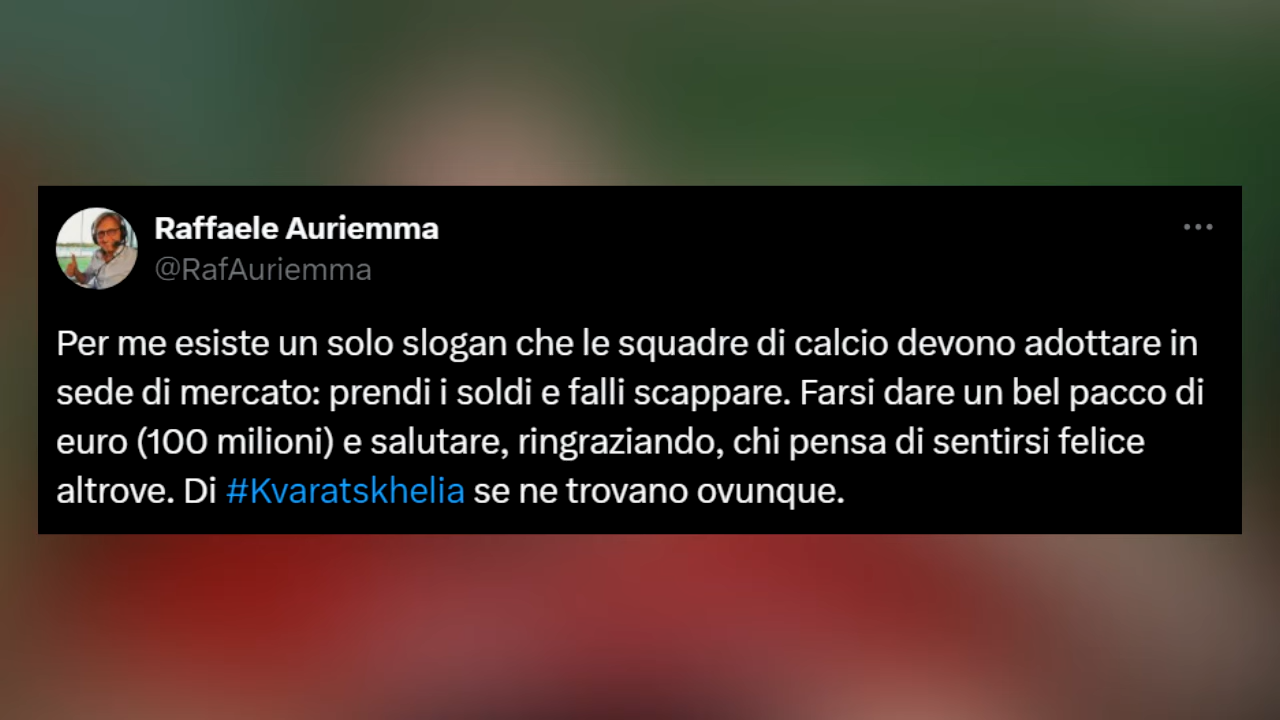 Raffaele Auriemma
@RafAuriemma
Per me esiste un solo slogan che le squadre di calcio devono adottare in
sede di mercato: prendi i soldi e falli scappare. Farsi dare un bel pacco di
euro (100 milioni) e salutare, ringraziando, chi pensa di sentirsi felice
altrove. Di #Kvaratskhelia se ne trovano ovunque.